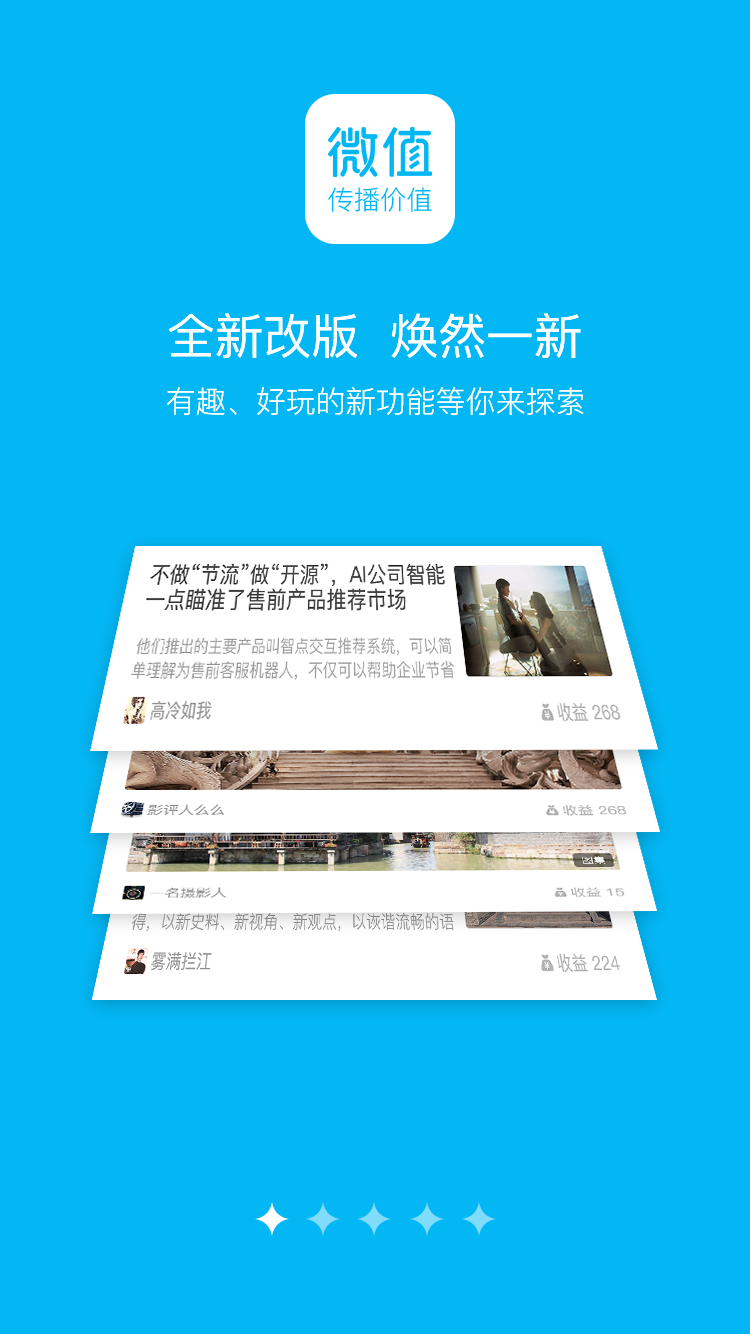 微值
传播价值
全新改版 焕然一新
有趣、好玩的新功能等你来探索
不做“节流”做“开源”，AI公司智能
一点瞄准了售前产品推荐市场
他们推出的主要产品叫智点交互推荐系统，可以简
单理解为售前客服机器人，不仅可以帮助企业节省
高冷如我 收益 268
影评人么么 收益 268
图集
一名摄影人 收益 15
得，以新史料、新视角、新观点，以诙谐流畅的语
雾满拦江 收益 224